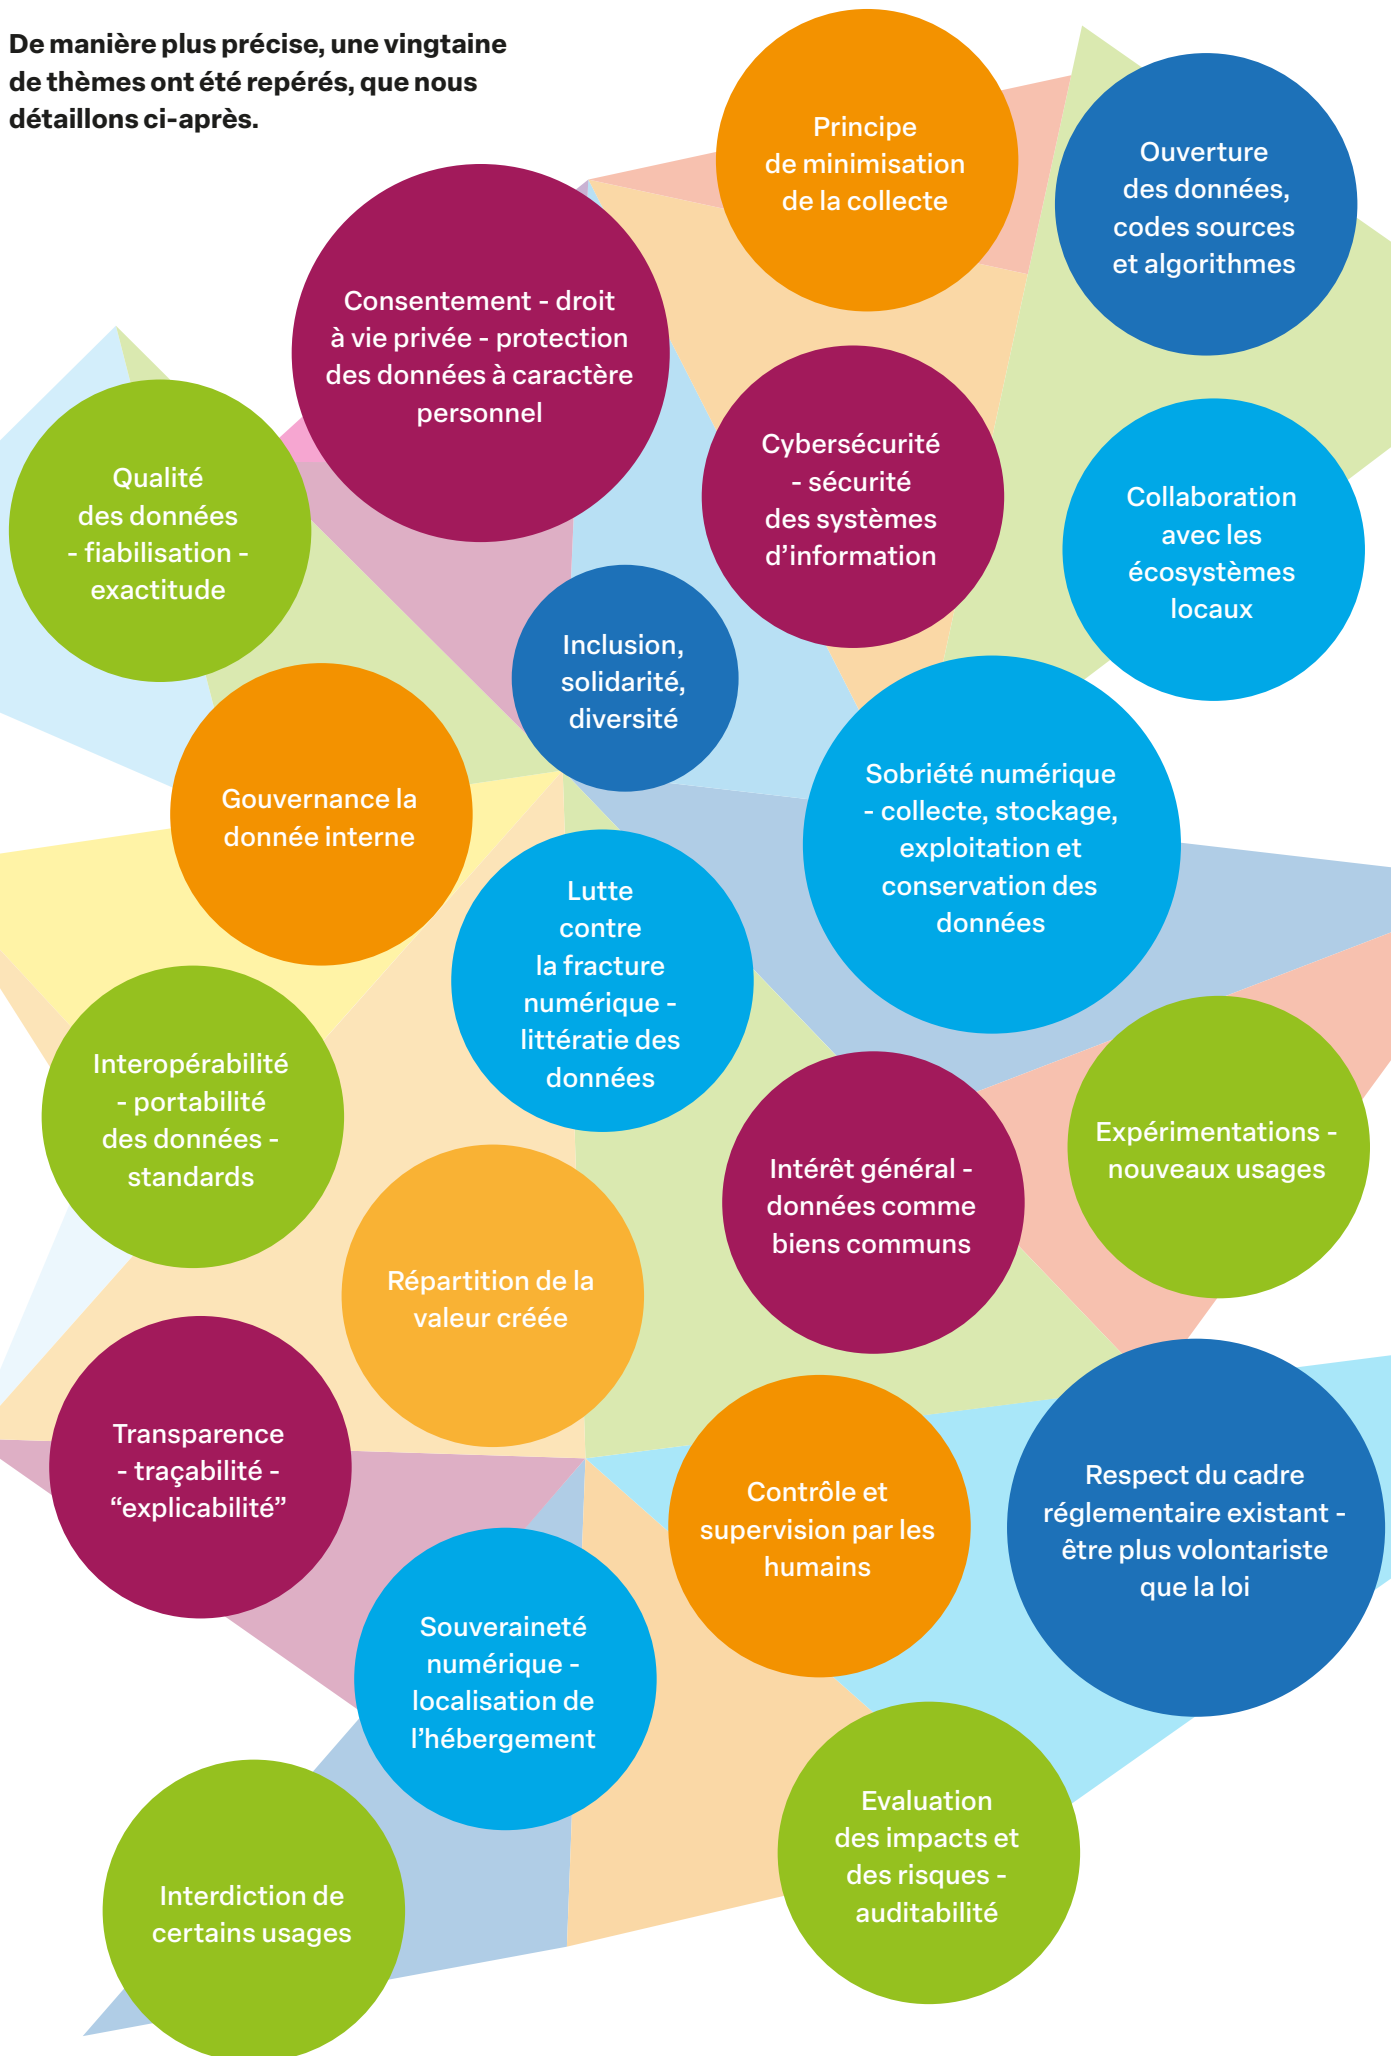 De manière plus précise, une vingtaine
de thèmes ont été repérés, que nous
détaillons ci-après.
Principe
de minimisation
de la collecte
Ouverture
des données,
codes sources
et algorithmes
Consentement - droit
à vie privée - protection
des données à caractère
personnel
Cybersécurité
- sécurité
des systèmes
d'information
Qualité
des données
- fiabilisation -
exactitude
Collaboration
avec les
écosystèmes
locaux
Inclusion,
solidarité,
diversité
Gouvernance la
donnée interne
Sobriété numérique
- collecte, stockage,
exploitation et
conservation des
données
Lutte
contre
la fracture
numérique -
littératie des
données
Interopérabilité
- portabilité
des données -
standards
Intérêt général -
données comme
biens communs
Expérimentations -
nouveaux usages
Répartition de la
valeur créée
Transparence
- traçabilité -
“explicabilité”
Contrôle et
supervision par les
humains
Respect du cadre
réglementaire existant -
être plus volontariste
que la loi
Souveraineté
numérique -
localisation de
l'hébergement
Evaluation
des impacts et
des risques -
auditabilité
Interdiction de
certains usages